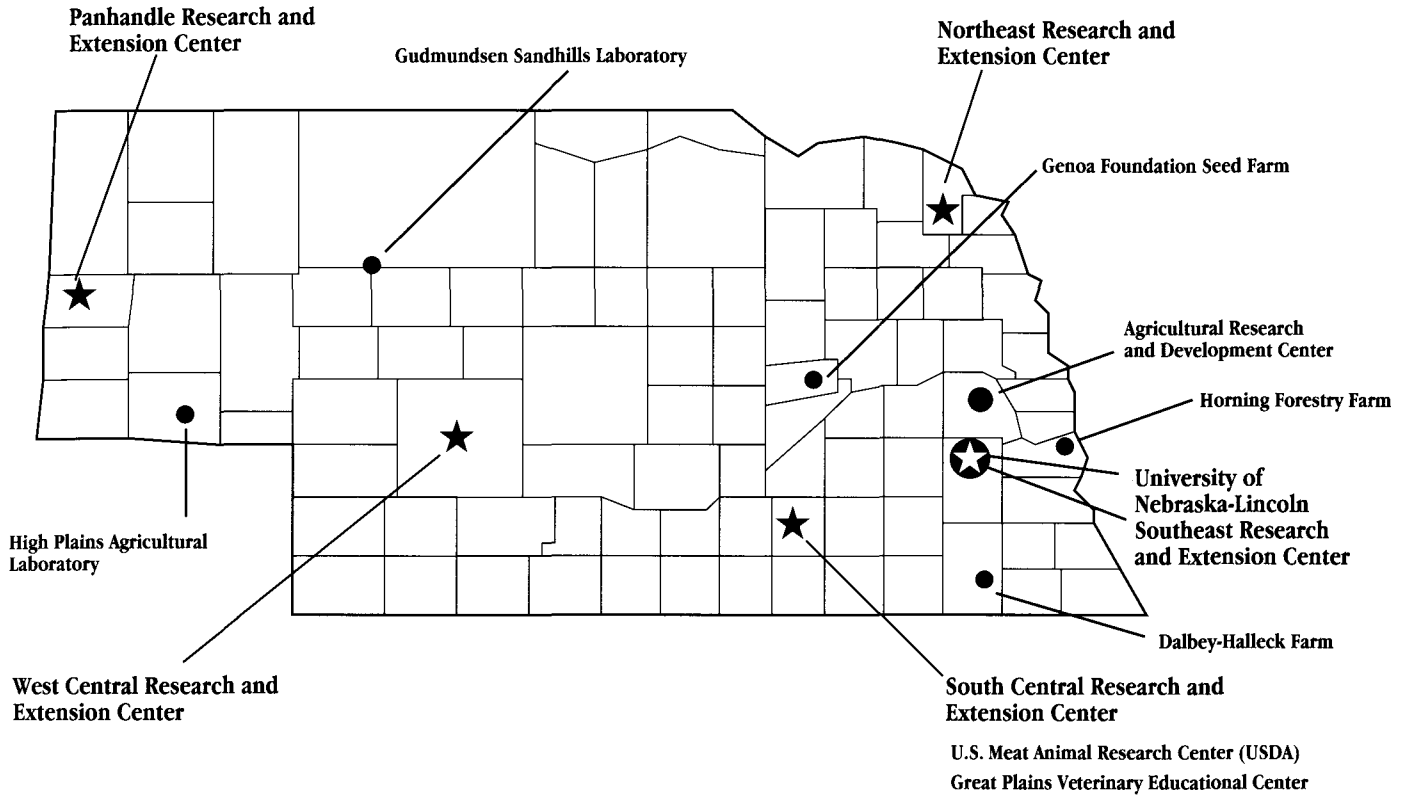 Panhandle Research and
Extension Center
Gudmundsen Sandhills Laboratory
Northeast Research and
Extension Center
Genoa Foundation Seed Farm
Agricultural Research
and Development Center
Horning Forestry Farm
University of
Nebraska-Lincoln
Southeast Research
and Extension Center
High Plains Agricultural
Laboratory
Dalbey-Halleck Farm
West Central Research and
Extension Center
South Central Research and
Extension Center
U.S. Meat Animal Research Center (USDA)
Great Plains Veterinary Educational Center